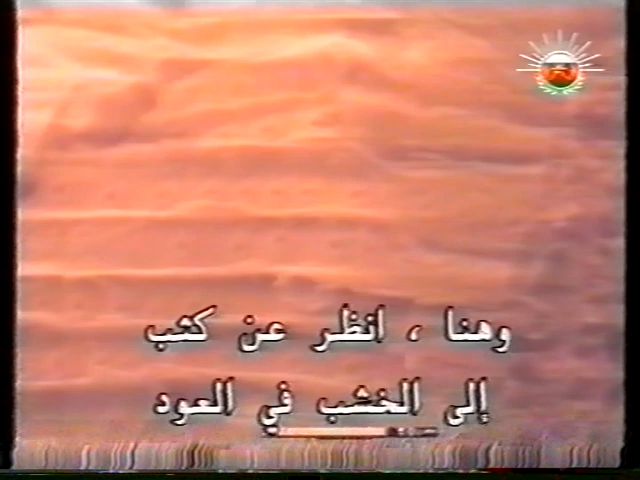 وهنا ، انظر عن كثب
إلى الخشب في العود